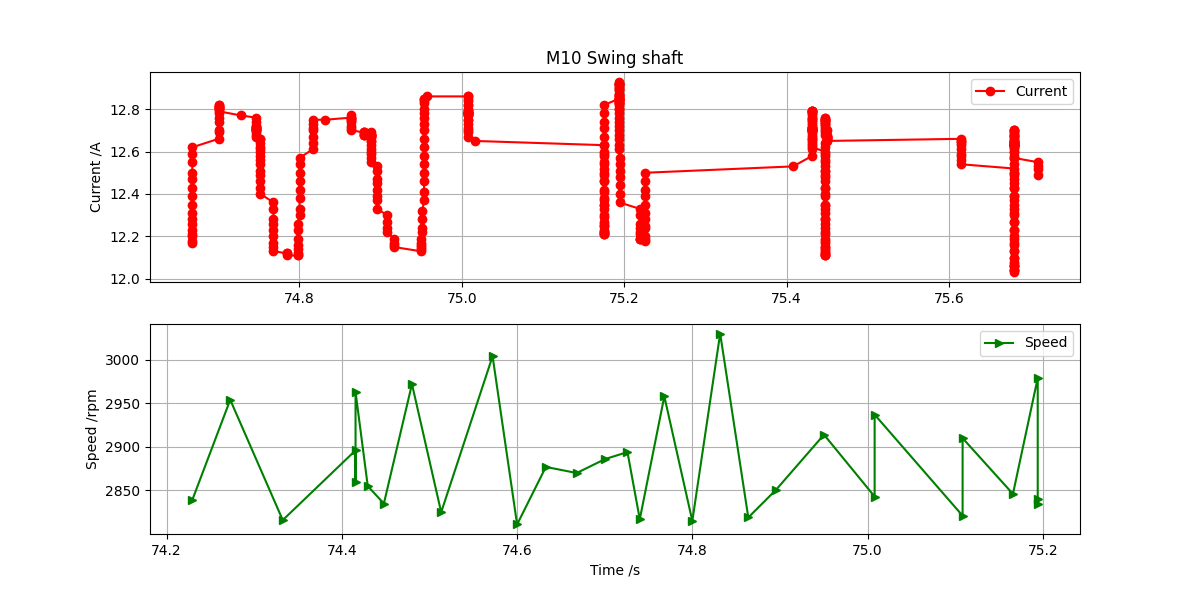 M10 Swing shaft
Current
Current /A
12.8
12.6
12.4
12.2
12.0
74.8 75.0 75.2 75.4 75.6
Speed
Speed /rpm
3000
2950
2900
2850
74.2 74.4 74.6 74.8 75.0 75.2
Time /s